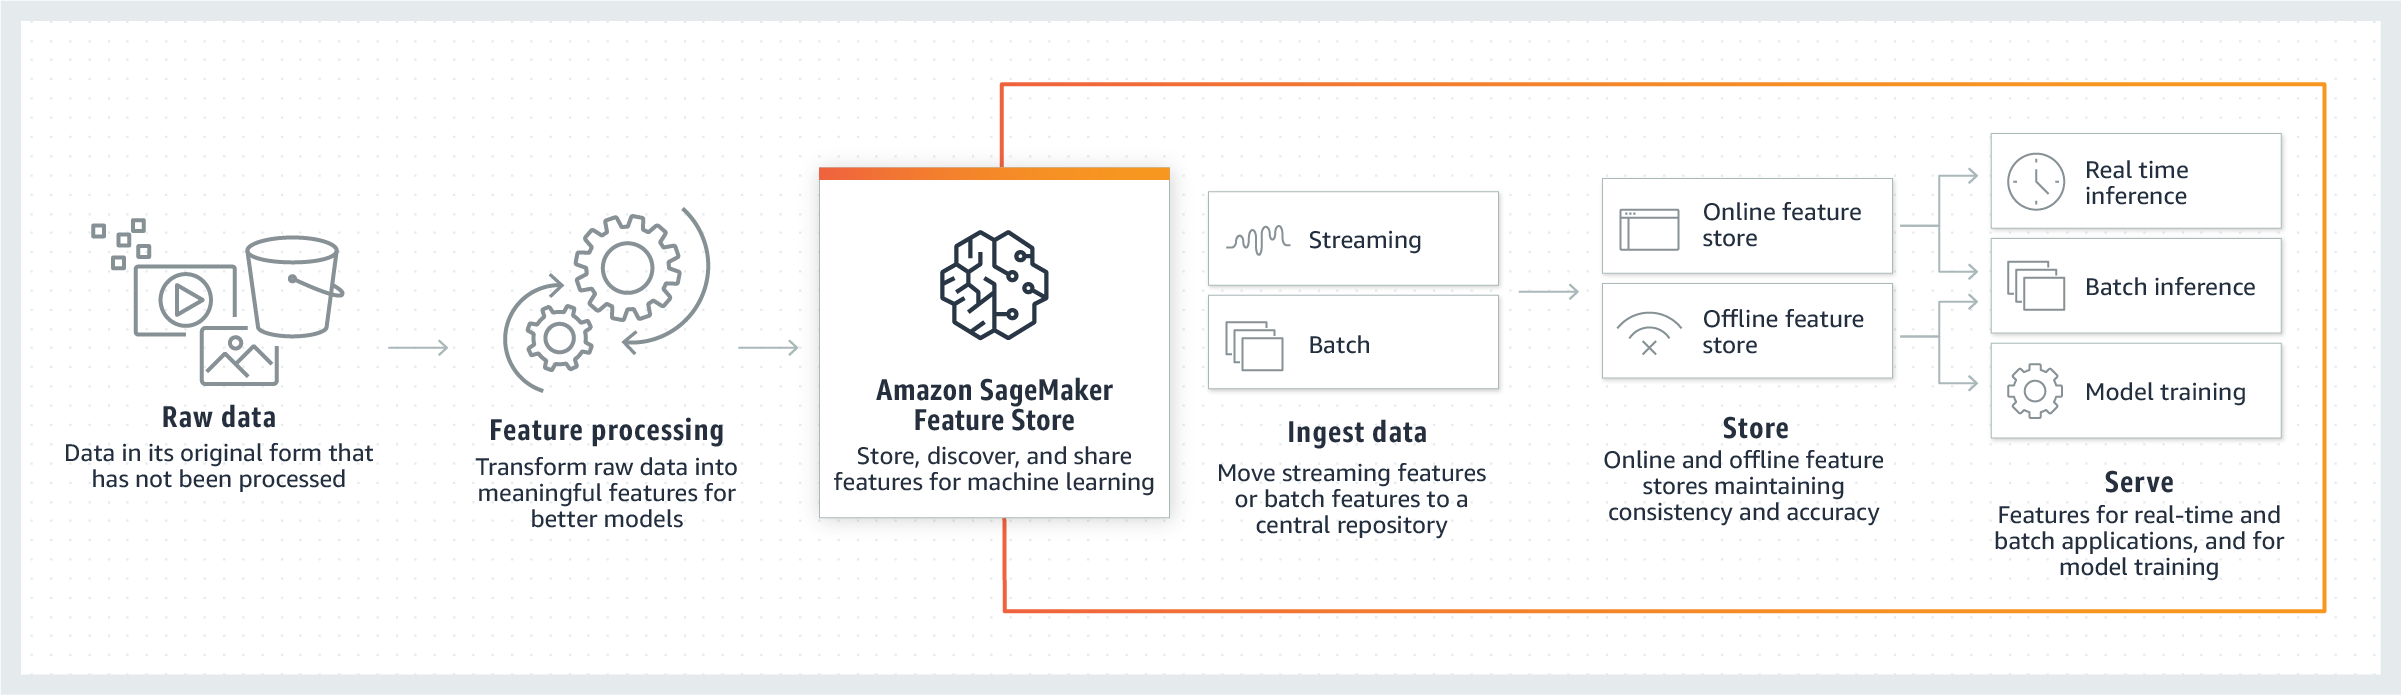 Raw data
Data in its original form that
has not been processed
Feature processing
Transform raw data into
meaningful features for
better models
Amazon SageMaker
Feature Store
Store, discover, and share
features for machine learning
Streaming
Batch
Ingest data
Move streaming features
or batch features to a
central repository
Online feature
store
Offline feature
store
Store
Online and offline feature
stores maintaining
consistency and accuracy
Real time
inference
Batch inference
Model training
Serve
Features for real-time and
batch applications, and for
model training